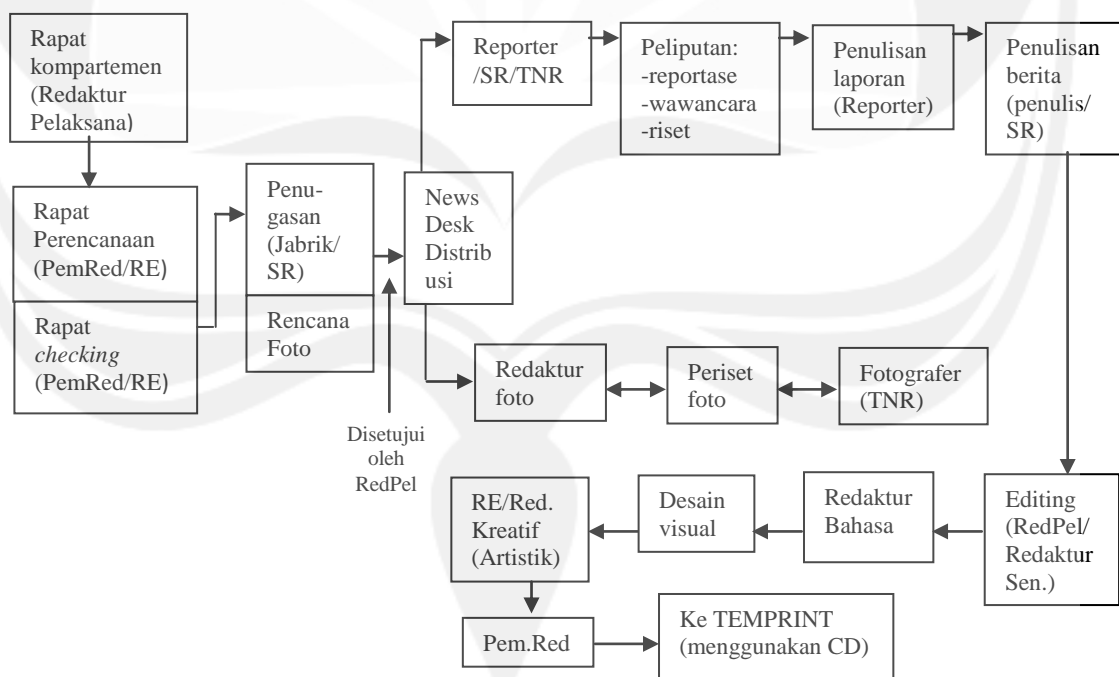 Rapat
kompartemen
(Redaktur
Pelaksana)
Rapat
Perencanaan
(PemRed/RE)
Rapat
checking
(PemRed/RE)
Penu-
gasan
(Jabrik/
SR)
Rencana
Foto
Disetujui
oleh
RedPel
News
Desk
Distrib
usi
Reporter
/SR/TNR
Peliputan:
-reportase
-wawancara
-riset
Penulisan
laporan
(Reporter)
Penulisan
berita
(penulis/
SR)
Redaktur
foto
Periset
foto
Fotografer
(TNR)
Editing
(RedPel/
Redaktur
Sen.)
Redaktur
Bahasa
Desain
visual
RE/Red.
Kreatif
(Artistik)
Pem.Red
Ke TEMPRINT
(menggunakan CD)